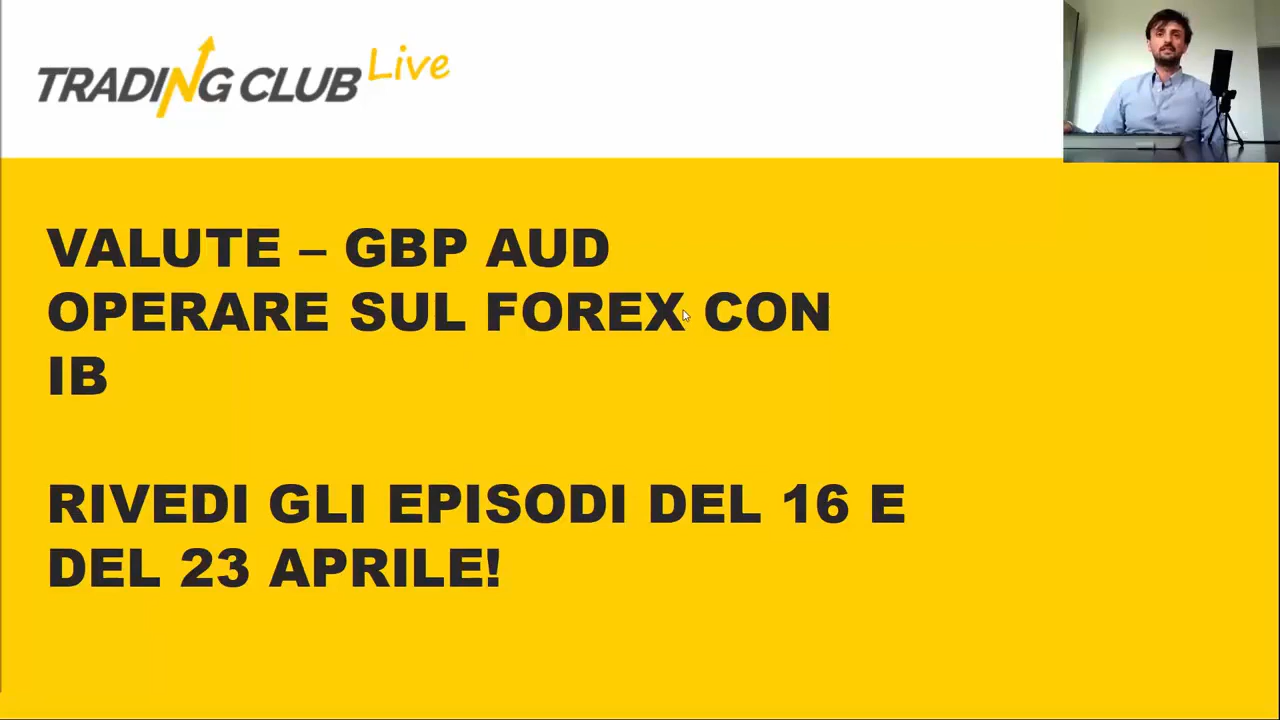 TRADING CLUB Live
VALUTE – GBP AUD
OPERARE SUL FOREX CON
IB
RIVEDI GLI EPISODI DEL 16 E
DEL 23 APRILE!